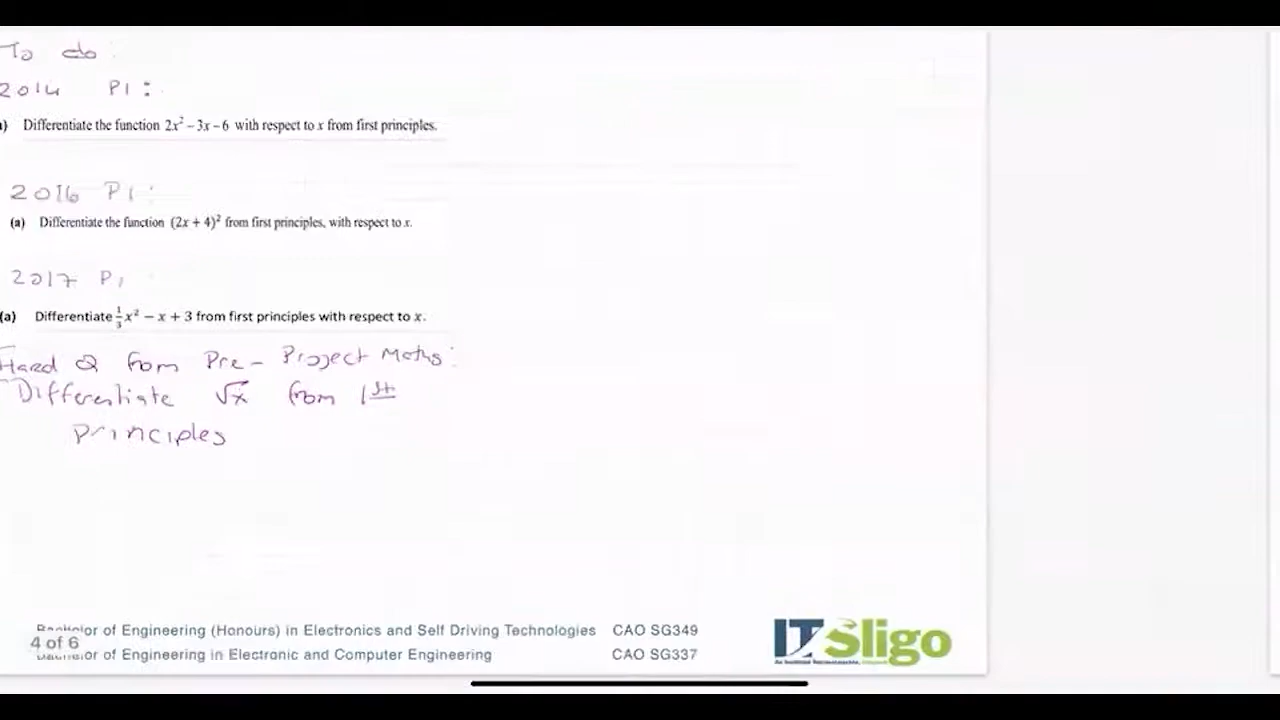 To do:
2014 P1:
) Differentiate the function 2x² – 3x – 6 with respect to x from first principles.
2016 P1:
(a) Differentiate the function (2x + 4)² from first principles, with respect to x.
2017 P1
(a) Differentiate 1/3x² − x + 3 from first principles with respect to x.
Hard Q from Pre-Project Maths:
Differentiate √x from 1st
principles
Bachelor of Engineering (Honours) in Electronics and Self Driving Technologies CAO SG349
4 of 6
Bachelor of Engineering in Electronic and Computer Engineering CAO SG337
IT Sligo